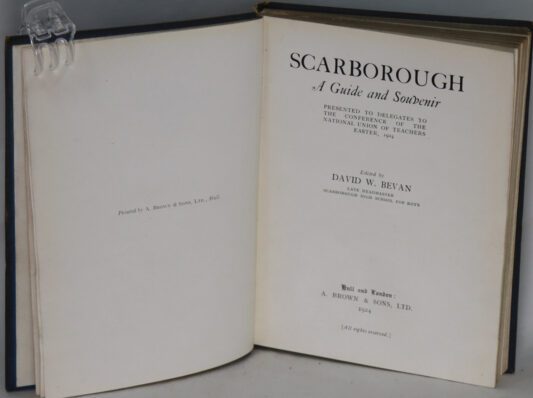 Printed by A. Brown & Sons, Ltd., Hull.
SCARBOROUGH
A Guide and Souvenir
PRESENTED TO DELEGATES TO
THE CONFERENCE OF THE
NATIONAL UNION OF TEACHERS
EASTER, 1924
Edited by
DAVID W. BEVAN
LATE HEADMASTER
SCARBOROUGH HIGH SCHOOL FOR BOYS
Hull and London:
A. BROWN & SONS, LTD.
1924
[All rights reserved.]